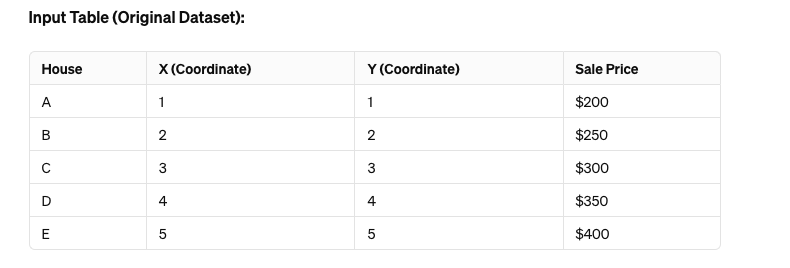 Input Table (Original Dataset):
House X (Coordinate) Y (Coordinate) Sale Price
A 1 1 $200
B 2 2 $250
C 3 3 $300
D 4 4 $350
E 5 5 $400